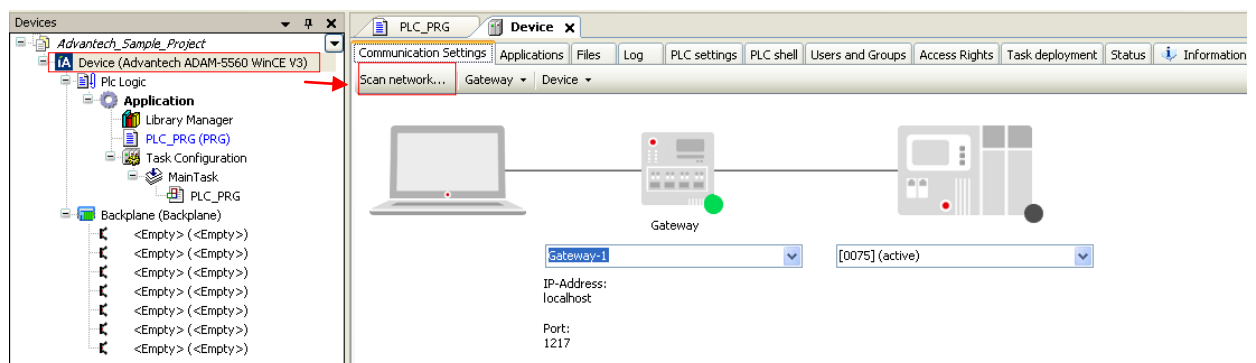 Devices
Advantech_Sample_Project
Device (Advantech ADAM-5560 WinCE V3)
Plc Logic
Application
Library Manager
PLC_PRG (PRG)
Task Configuration
MainTask
PLC_PRG
Backplane (Backplane)
<Empty> (<Empty>)
<Empty> (<Empty>)
<Empty> (<Empty>)
<Empty> (<Empty>)
<Empty> (<Empty>)
<Empty> (<Empty>)
<Empty> (<Empty>)
PLC_PRG Device
Communication Settings Applications Files Log PLC settings PLC shell Users and Groups Access Rights Task deployment Status Information
Scan network... Gateway Device
Gateway
Gateway-1 [0075] (active)
IP-Address:
localhost
Port:
1217